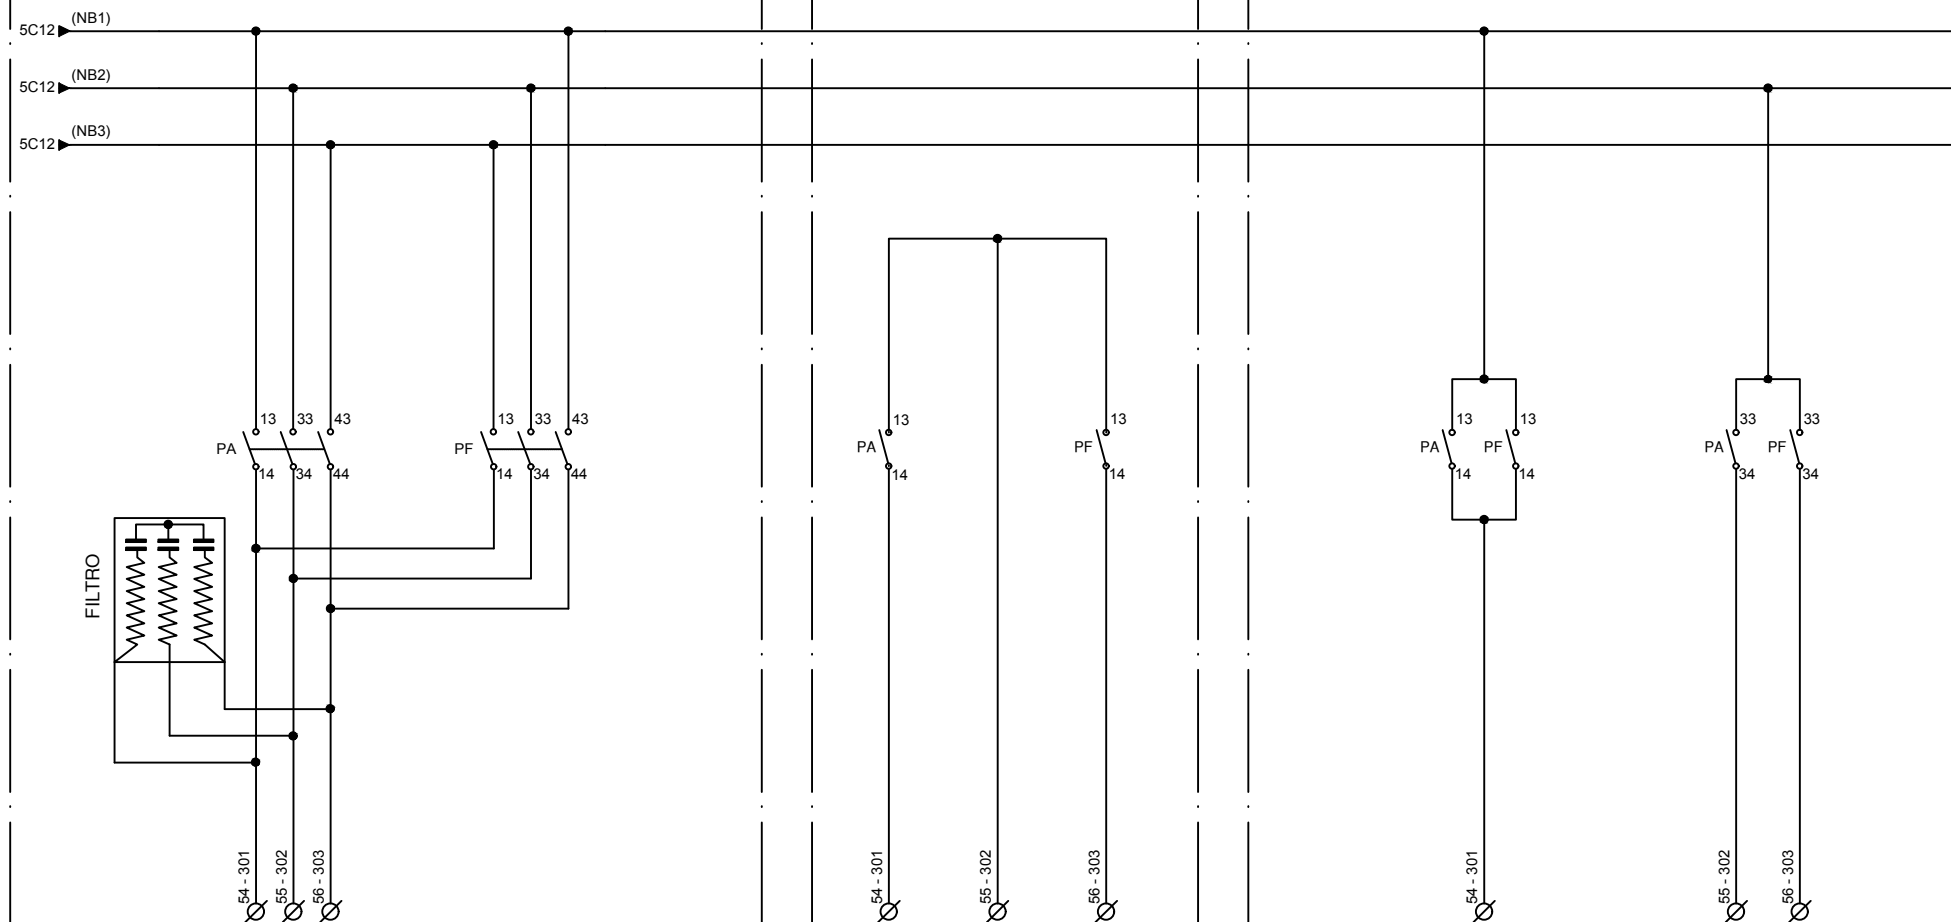 (NB1)
5C12
(NB2)
5C12
(NB3)
5C12
13 33 43 13 33 43 13 13 13 13 33 33
PA PF PA PF PA PF PA PF
14 34 44 14 34 44 14 14 14 14 34 34
FILTRO
54 - 301
55 - 302
56 - 303
54 - 301
55 - 302
56 - 303
54 - 301
55 - 302
56 - 303